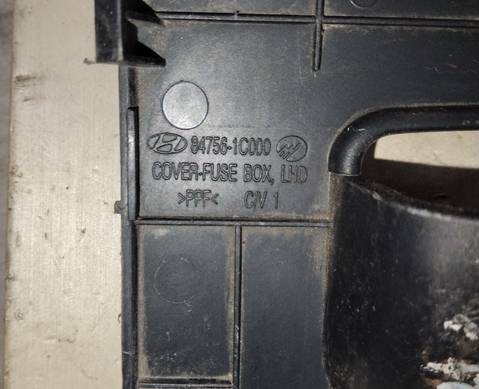 84756-1C000
COVER-FUSE BOX, LHD
>PPF<
C/V 1